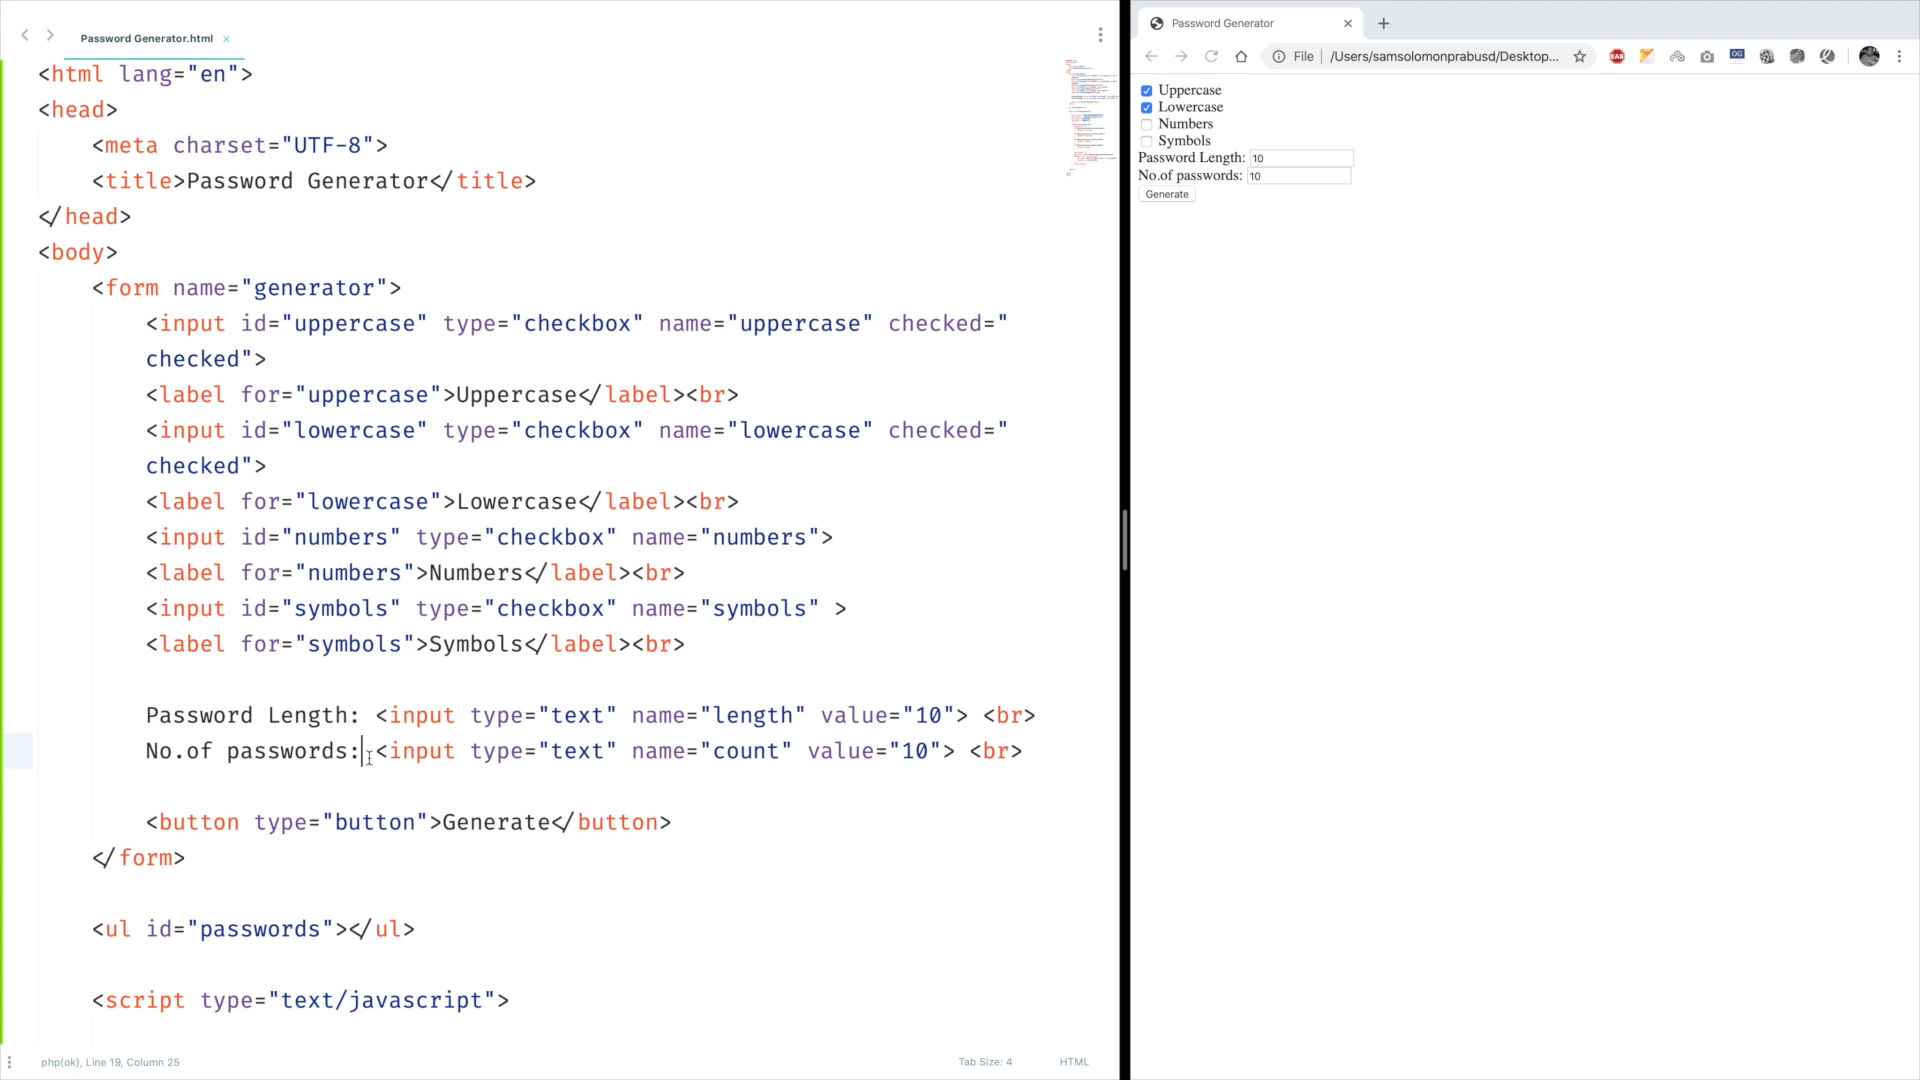 Password Generator.html ×
<html lang="en">
<head>
<meta charset="UTF-8">
<title>Password Generator</title>
</head>
<body>
<form name="generator">
<input id="uppercase" type="checkbox" name="uppercase" checked="
checked">
<label for="uppercase">Uppercase</label><br>
<input id="lowercase" type="checkbox" name="lowercase" checked="
checked">
<label for="lowercase">Lowercase</label><br>
<input id="numbers" type="checkbox" name="numbers">
<label for="numbers">Numbers</label><br>
<input id="symbols" type="checkbox" name="symbols" >
<label for="symbols">Symbols</label><br>
Password Length: <input type="text" name="length" value="10"> <br>
No.of passwords: <input type="text" name="count" value="10"> <br>
<button type="button">Generate</button>
</form>
<ul id="passwords"></ul>
<script type="text/javascript">
php(ok), Line 19, Column 25
Tab Size: 4
HTML
Password Generator
File | /Users/samsolomonprabusd/Desktop...
EAB
OG
Uppercase
Lowercase
Numbers
Symbols
Password Length: 10
No.of passwords: 10
Generate